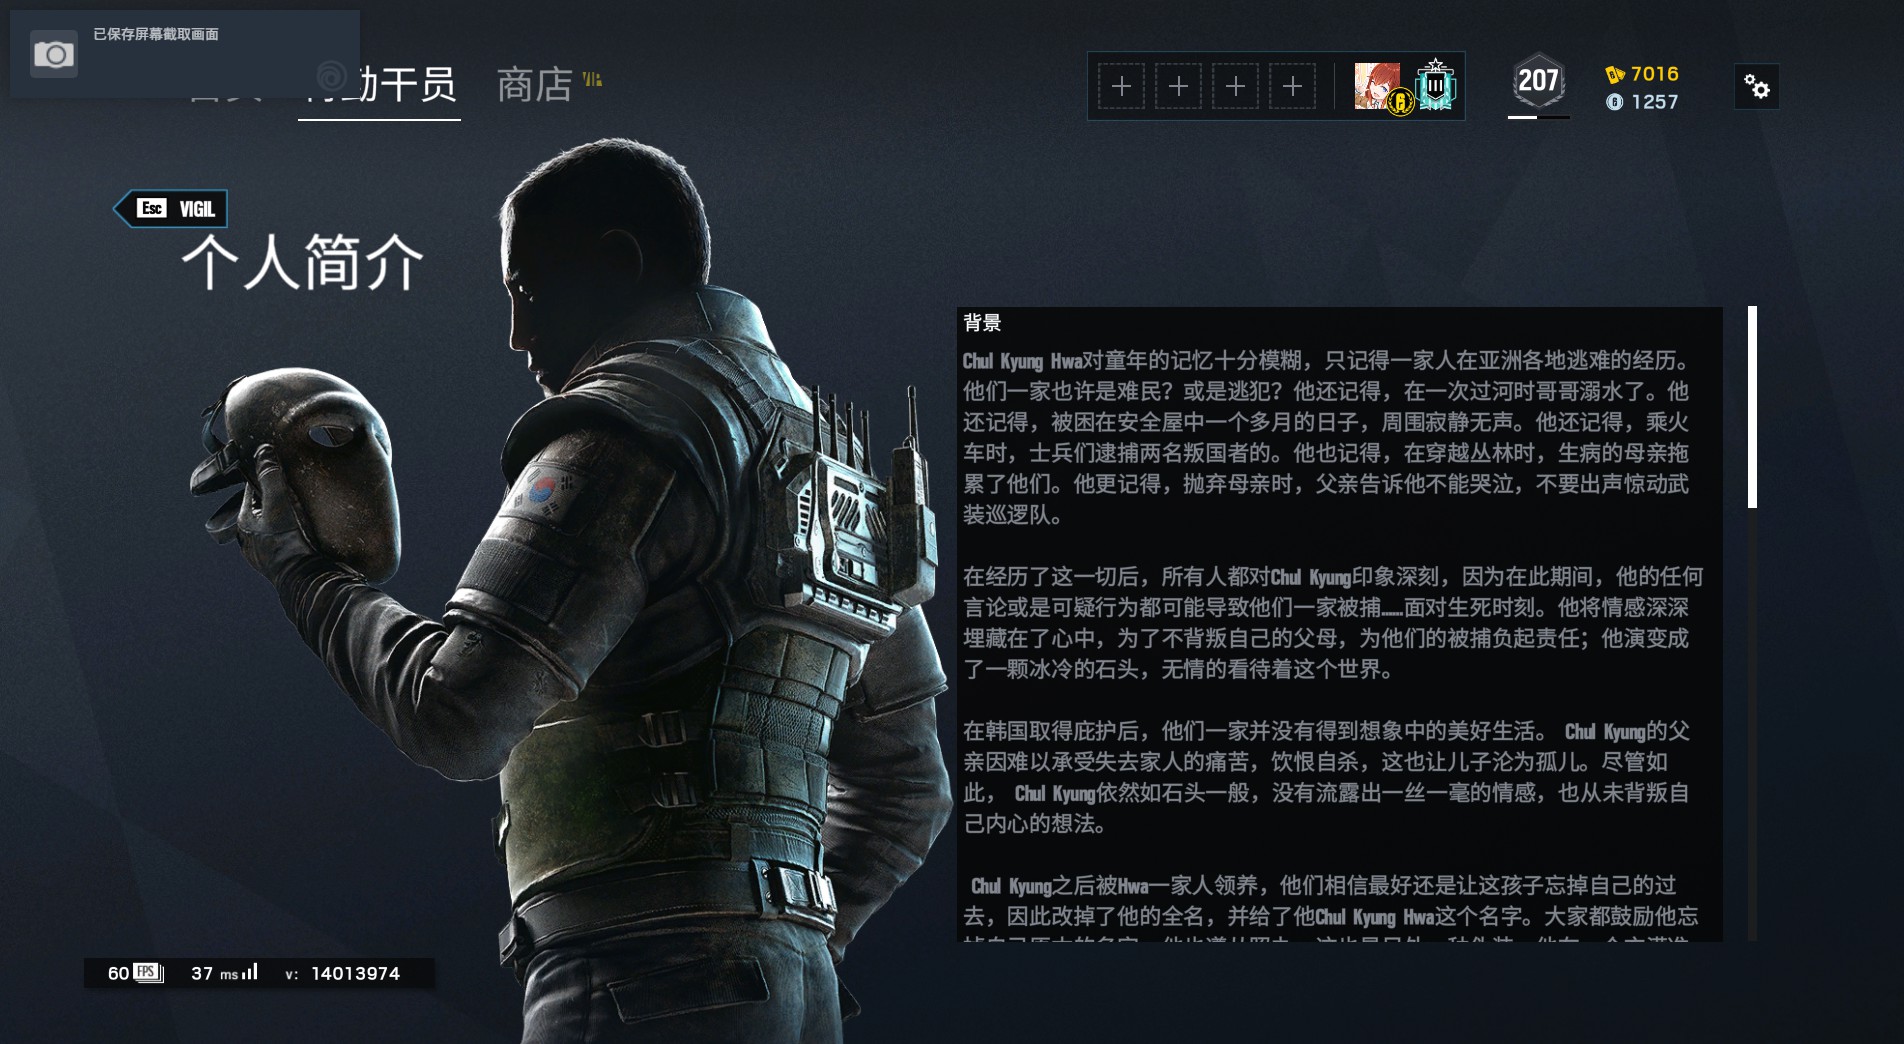 已保存屏幕截取画面
行动干员 商店
207
7016
1257
Esc VIGIL
个人简介
背景
Chul Kyung Hwa对童年的记忆十分模糊，只记得一家人在亚洲各地逃难的经历。
他们一家也许是难民？或是逃犯？他还记得，在一次过河时哥哥溺水了。他
还记得，被困在安全屋中一个多月的日子，周围寂静无声。他还记得，乘火
车时，士兵们逮捕两名叛国者的。他也记得，在穿越丛林时，生病的母亲拖
累了他们。他更记得，抛弃母亲时，父亲告诉他不能哭泣，不要出声惊动武
装巡逻队。
在经历了这一切后，所有人都对Chul Kyung印象深刻，因为在此期间，他的任何
言论或是可疑行为都可能导致他们一家被捕……面对生死时刻。他将情感深深
埋藏在了心中，为了不背叛自己的父母，为他们的被捕负起责任；他演变成
了一颗冰冷的石头，无情的看待着这个世界。
在韩国取得庇护后，他们一家并没有得到想象中的美好生活。 Chul Kyung的父
亲因难以承受失去家人的痛苦，饮恨自杀，这也让儿子沦为孤儿。尽管如
此， Chul Kyung依然如石头一般，没有流露出一丝一毫的情感，也从未背叛自
己内心的想法。
Chul Kyung之后被Hwa一家人领养，他们相信最好还是让这孩子忘掉自己的过
去，因此改掉了他的全名，并给了他Chul Kyung Hwa这个名字。大家都鼓励他忘
60 FPS 37 ms v: 14013974